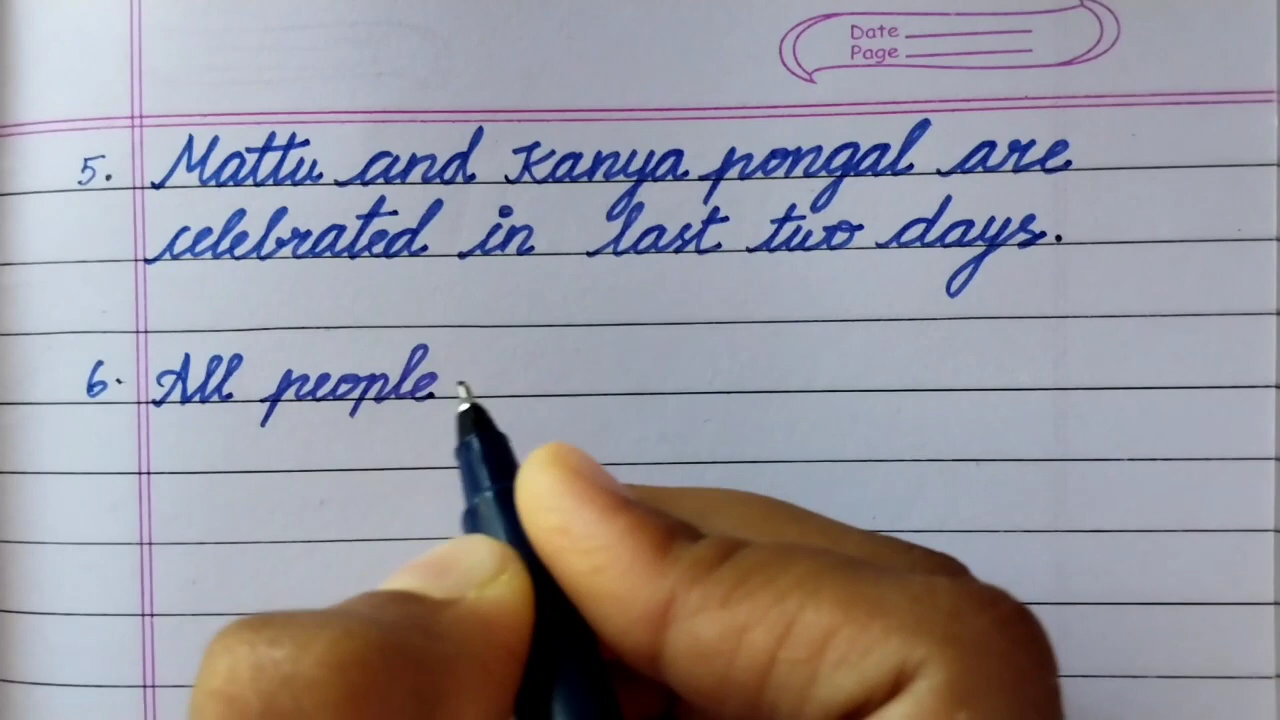 Date
Page
5. Mattu and Kanya pongal are
celebrated in last two days.
6. All people